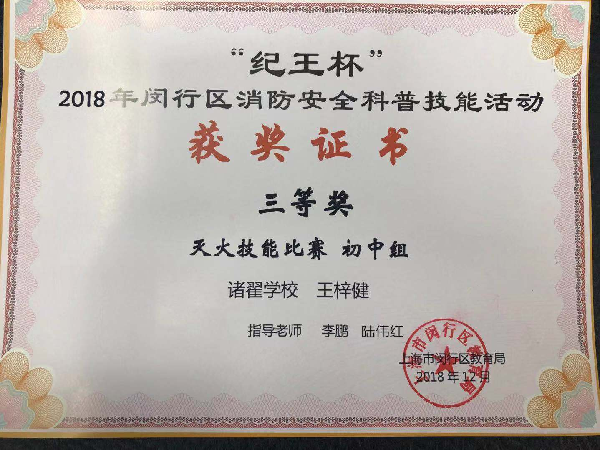 “纪王杯”
2018年闵行区消防安全科普技能活动
获奖证书
三等奖
灭火技能比赛 初中组
诸翟学校 王梓健
指导老师 李鹏 陆伟红
上海市闵行区教育局
2018年12月
上海市闵行区教育局